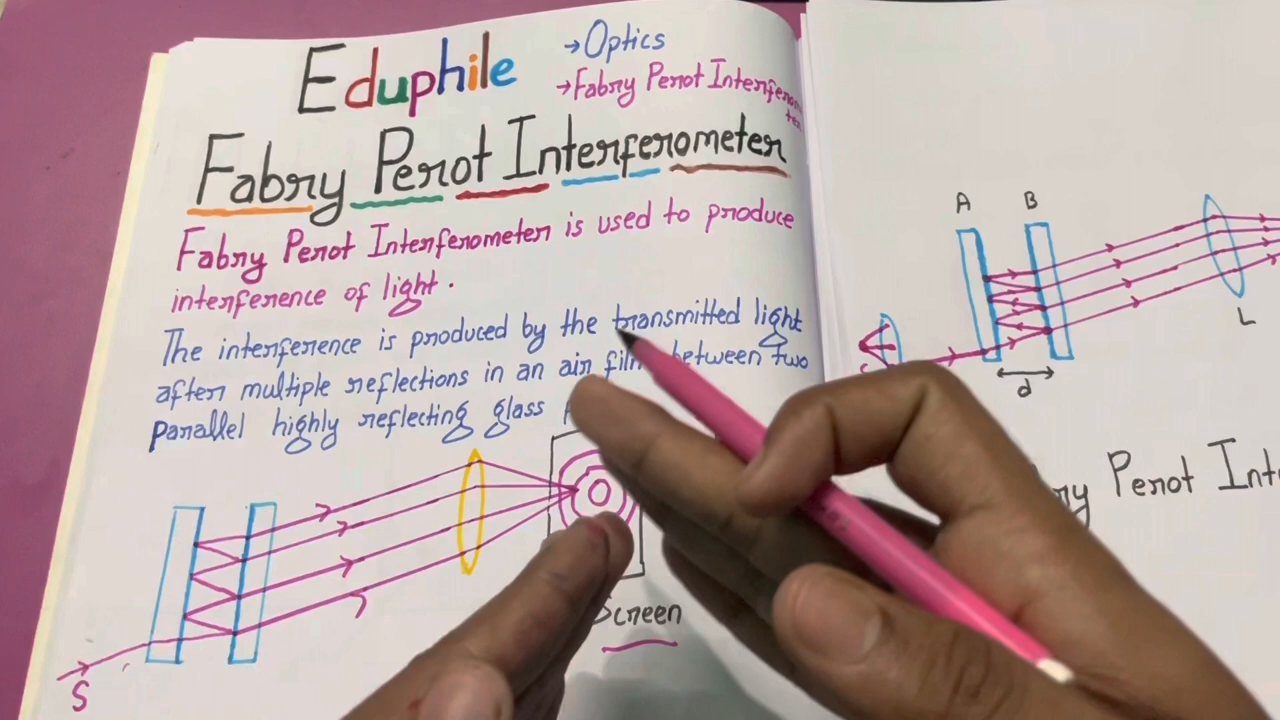 Eduphile
→Optics
→Fabry Perot Interferometer
Fabry Perot Interferometer
Fabry Perot Interferometer is used to produce
interference of light.
The interference is produced by the transmitted light
after multiple reflections in an air film between two
parallel highly reflecting glass
S
Screen
A B
L
d
Perot